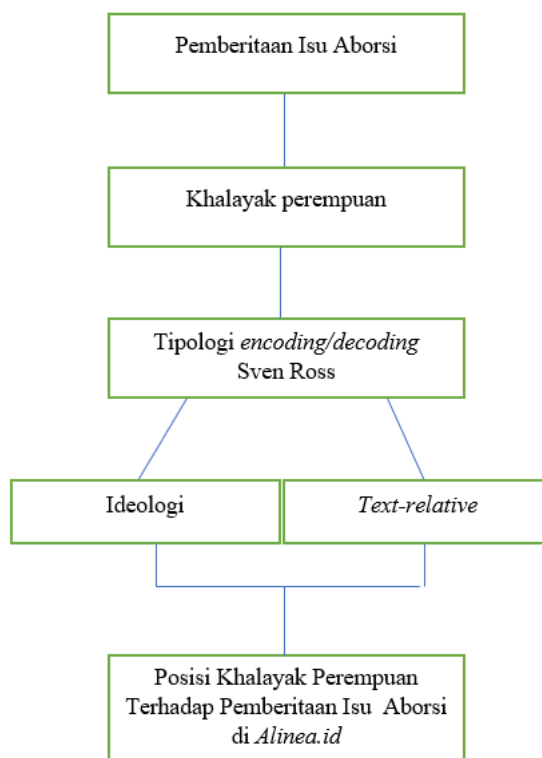 Pemberitaan Isu Aborsi
Khalayak perempuan
Tipologi encoding/decoding
Sven Ross
Ideologi
Text-relative
Posisi Khalayak Perempuan
Terhadap Pemberitaan Isu Aborsi
di Alinea.id